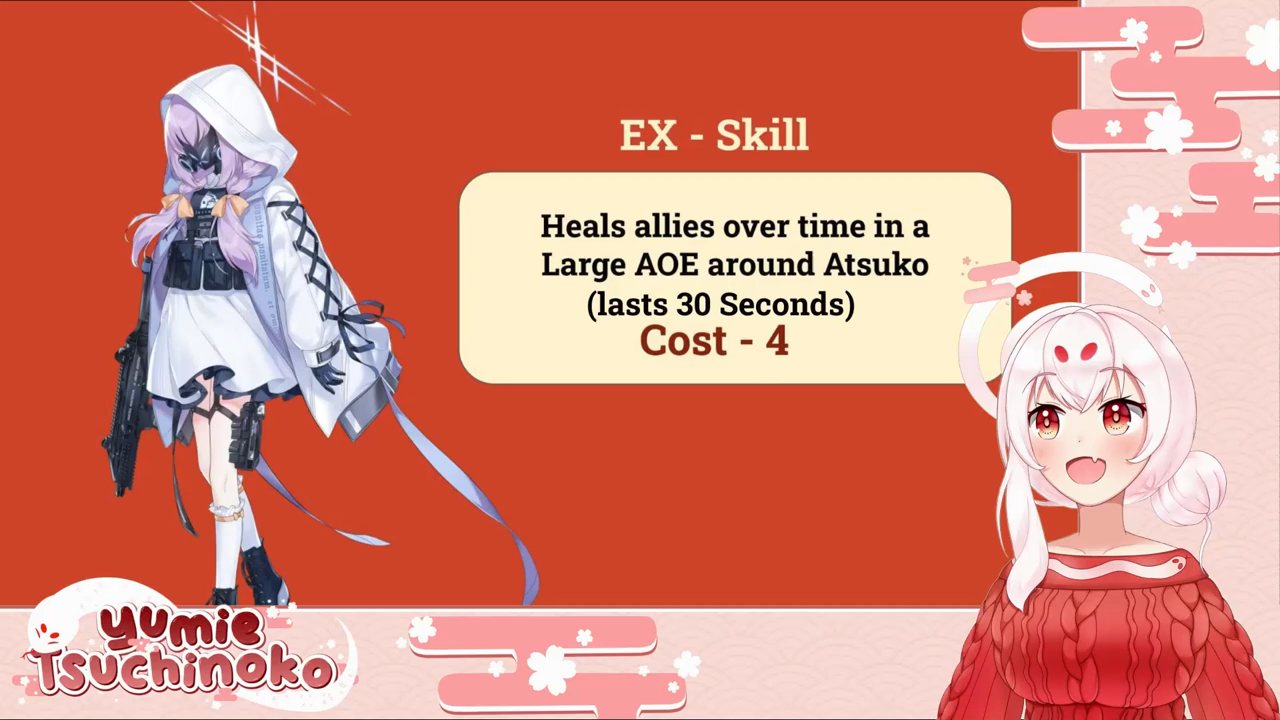 EX - Skill
Heals allies over time in a
Large AOE around Atsuko
(lasts 30 Seconds)
Cost - 4
yumie
Tsuchinoko